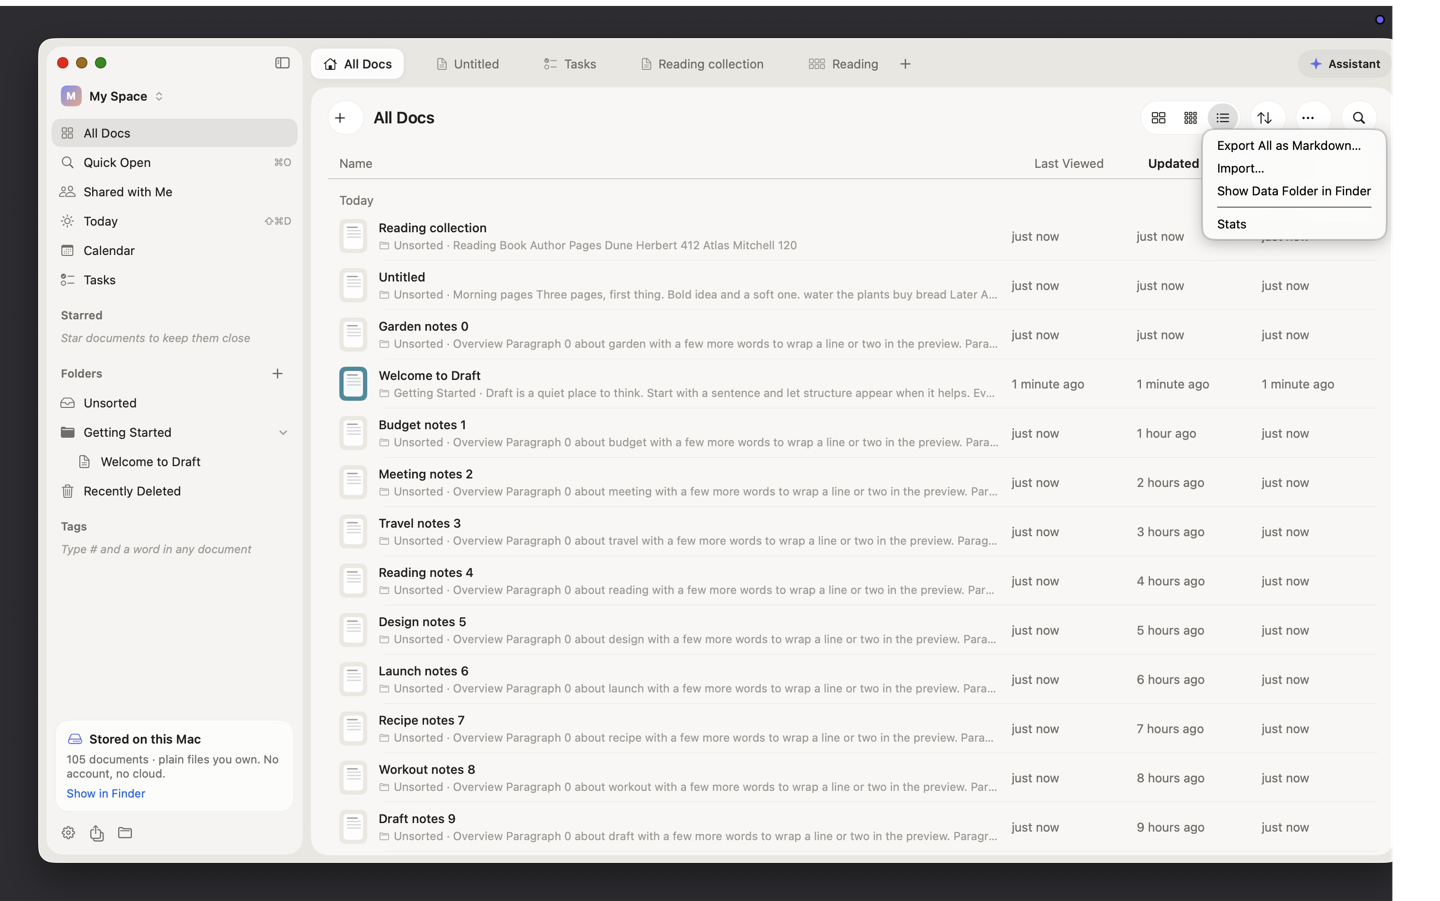 All Docs
Untitled
Tasks
Reading collection
Reading
Assistant
M My Space
All Docs
Quick Open ⌘O
Shared with Me
Today ⇧⌘D
Calendar
Tasks
Starred
Star documents to keep them close
Folders
Unsorted
Getting Started
Welcome to Draft
Recently Deleted
Tags
Type # and a word in any document
Stored on this Mac
105 documents · plain files you own. No
account, no cloud.
Show in Finder
All Docs
Export All as Markdown...
Import...
Show Data Folder in Finder
Stats
Name Last Viewed Updated
Today
Reading collection
Unsorted · Reading Book Author Pages Dune Herbert 412 Atlas Mitchell 120
just now just now just now
Untitled
Unsorted · Morning pages Three pages, first thing. Bold idea and a soft one. water the plants buy bread Later A...
just now just now just now
Garden notes 0
Unsorted · Overview Paragraph 0 about garden with a few more words to wrap a line or two in the preview. Para...
just now just now just now
Welcome to Draft
Getting Started · Draft is a quiet place to think. Start with a sentence and let structure appear when it helps. Ev...
1 minute ago 1 minute ago 1 minute ago
Budget notes 1
Unsorted · Overview Paragraph 0 about budget with a few more words to wrap a line or two in the preview. Para...
just now 1 hour ago just now
Meeting notes 2
Unsorted · Overview Paragraph 0 about meeting with a few more words to wrap a line or two in the preview. Par...
just now 2 hours ago just now
Travel notes 3
Unsorted · Overview Paragraph 0 about travel with a few more words to wrap a line or two in the preview. Parag...
just now 3 hours ago just now
Reading notes 4
Unsorted · Overview Paragraph 0 about reading with a few more words to wrap a line or two in the preview. Par...
just now 4 hours ago just now
Design notes 5
Unsorted · Overview Paragraph 0 about design with a few more words to wrap a line or two in the preview. Para...
just now 5 hours ago just now
Launch notes 6
Unsorted · Overview Paragraph 0 about launch with a few more words to wrap a line or two in the preview. Para...
just now 6 hours ago just now
Recipe notes 7
Unsorted · Overview Paragraph 0 about recipe with a few more words to wrap a line or two in the preview. Para...
just now 7 hours ago just now
Workout notes 8
Unsorted · Overview Paragraph 0 about workout with a few more words to wrap a line or two in the preview. Par...
just now 8 hours ago just now
Draft notes 9
Unsorted · Overview Paragraph 0 about draft with a few more words to wrap a line or two in the preview. Paragr...
just now 9 hours ago just now